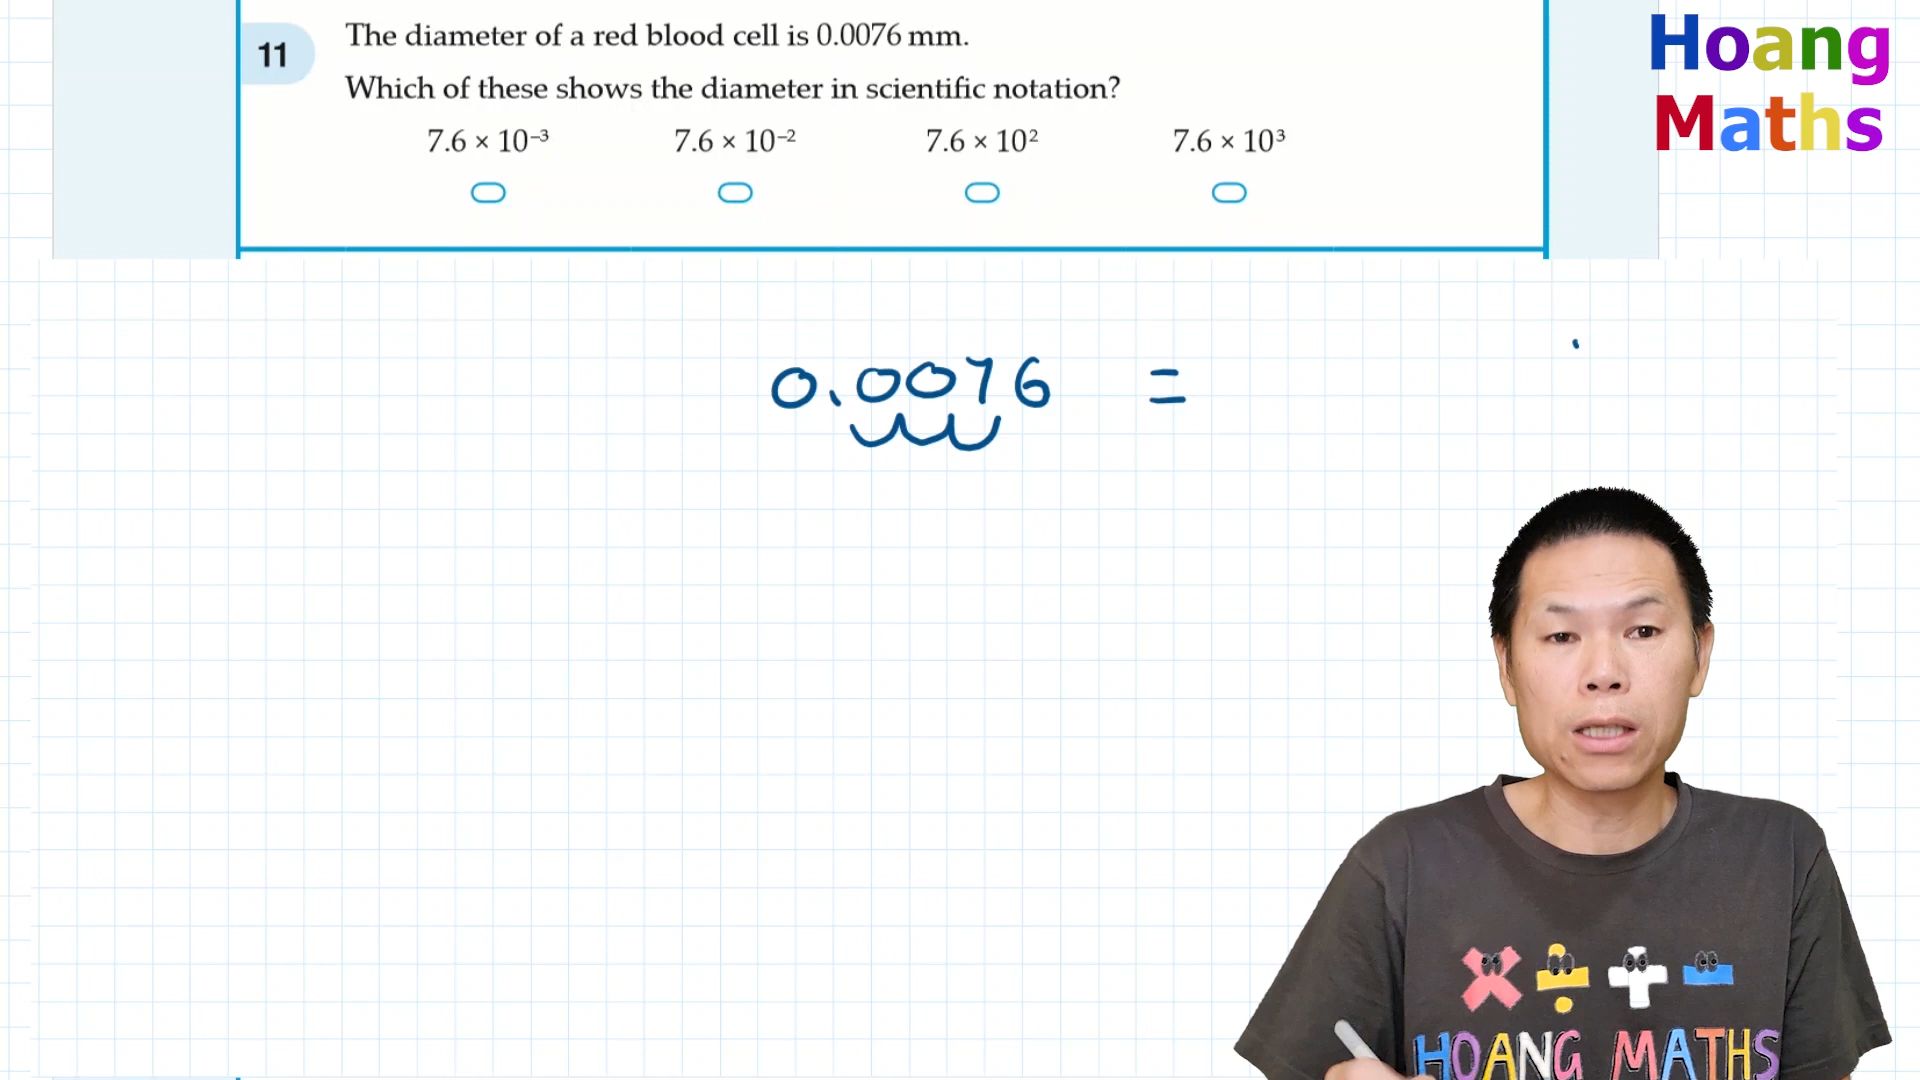 11
The diameter of a red blood cell is 0.0076 mm.
Which of these shows the diameter in scientific notation?
7.6 × 10⁻³ 7.6 × 10⁻² 7.6 × 10² 7.6 × 10³
Hoang
Maths
0.0076 =
HOANG MATHS